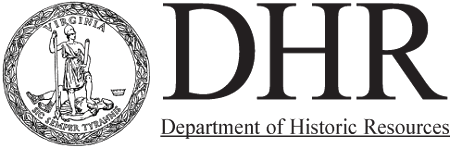 VIRGINIA
SIC SEMPER TYRANNIS
DHR
Department of Historic Resources